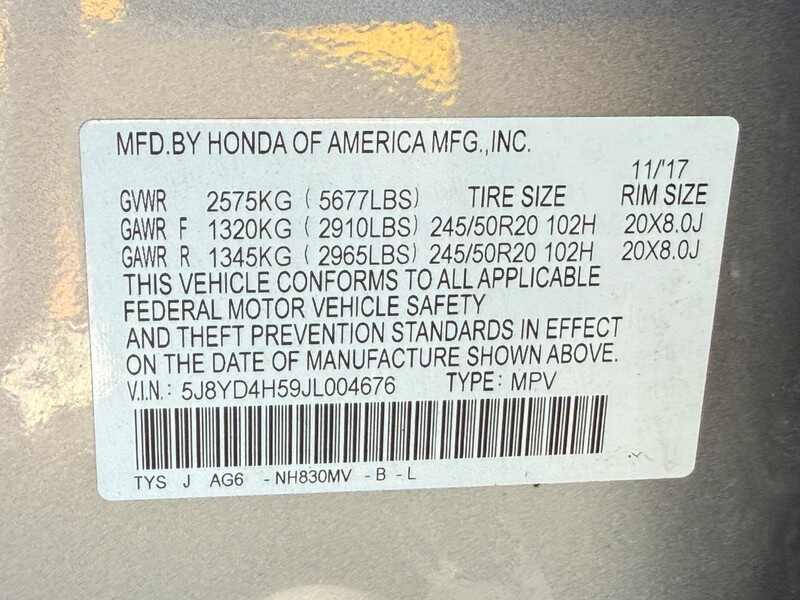 MFD.BY HONDA OF AMERICA MFG.,INC.
11/'17
GVWR 2575KG ( 5677LBS) TIRE SIZE RIM SIZE
GAWR F 1320KG ( 2910LBS) 245/50R20 102H 20X8.0J
GAWR R 1345KG ( 2965LBS) 245/50R20 102H 20X8.0J
THIS VEHICLE CONFORMS TO ALL APPLICABLE
FEDERAL MOTOR VEHICLE SAFETY
AND THEFT PREVENTION STANDARDS IN EFFECT
ON THE DATE OF MANUFACTURE SHOWN ABOVE.
V.I.N.: 5J8YD4H59JL004676 TYPE: MPV
TYS J AG6 -NH830MV -B -L